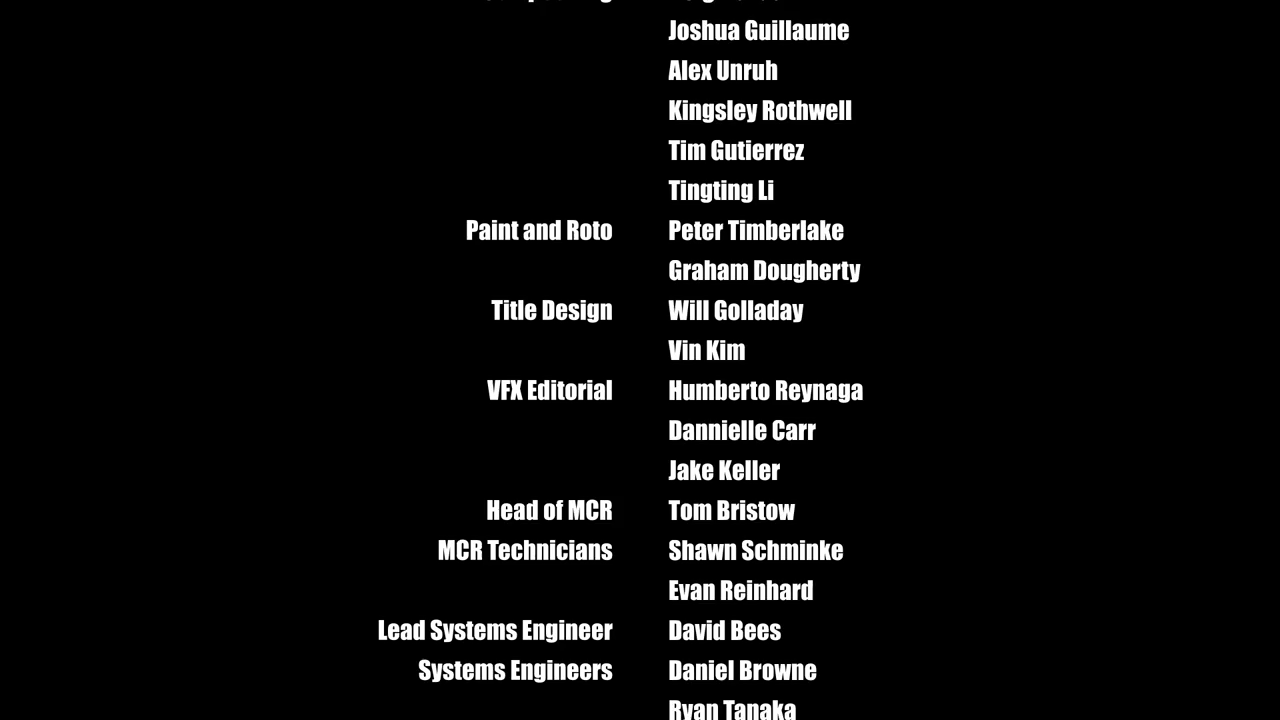 Joshua Guillaume
Alex Unruh
Kingsley Rothwell
Tim Gutierrez
Tingting Li
Paint and Roto Peter Timberlake
Graham Dougherty
Title Design Will Golladay
Vin Kim
VFX Editorial Humberto Reynaga
Dannielle Carr
Jake Keller
Head of MCR Tom Bristow
MCR Technicians Shawn Schminke
Evan Reinhard
Lead Systems Engineer David Bees
Systems Engineers Daniel Browne
Ryan Tanaka